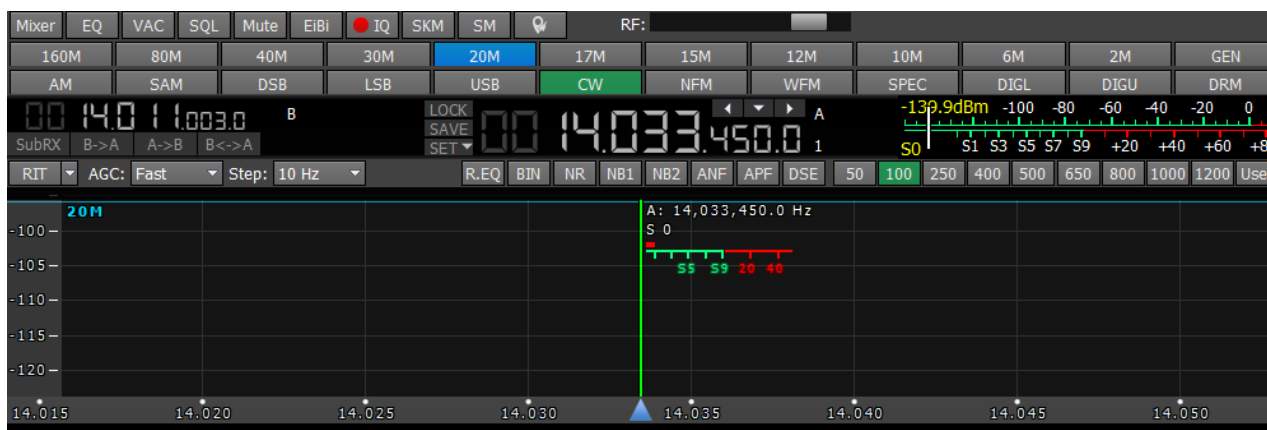 Mixer EQ VAC SQL Mute EiBi IQ SKM SM RF:
160M 80M 40M 30M 20M 17M 15M 12M 10M 6M 2M GEN
AM SAM DSB LSB USB CW NFM WFM SPEC DIGL DIGU DRM
00 14.011.003.0 B LOCK 00 14.033.450.0 A -139.9dBm -100 -80 -60 -40 -20 0
SAVE
SubRX B->A A->B B<->A SET 1 S0 S1 S3 S5 S7 S9 +20 +40 +60 +8
RIT AGC: Fast Step: 10 Hz R.EQ BIN NR NB1 NB2 ANF APF DSE 50 100 250 400 500 650 800 1000 1200 Use
20M A: 14,033,450.0 Hz
-100 S 0
-105 S5 S9 20 40
-110
-115
-120
14.015 14.020 14.025 14.030 14.035 14.040 14.045 14.050